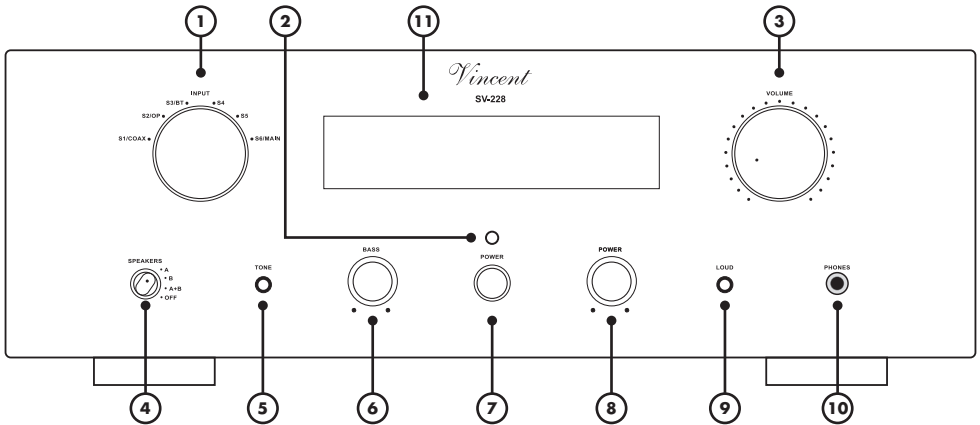 1
2
11
3
Vincent
SV-228
INPUT
S3/BT
S4
S2/OP
S5
S1/COAX
S6/MAIN
VOLUME
SPEAKERS
A
B
A+B
OFF
TONE
BASS
POWER
POWER
LOUD
PHONES
4
5
6
7
8
9
10